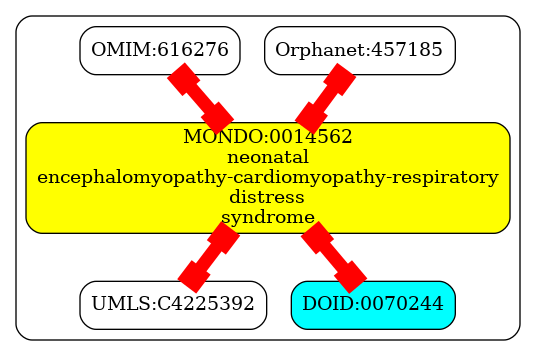 OMIM:616276
Orphanet:457185
MONDO:0014562
neonatal
encephalomyopathy-cardiomyopathy-respiratory
distress
syndrome
UMLS:C4225392
DOID:0070244